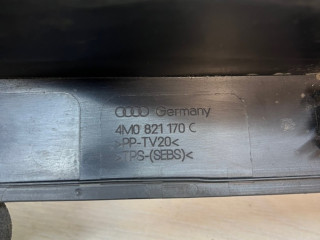 Germany
4M0 821 170 C
>PP-TV20<
>TPS-(SEBS)<